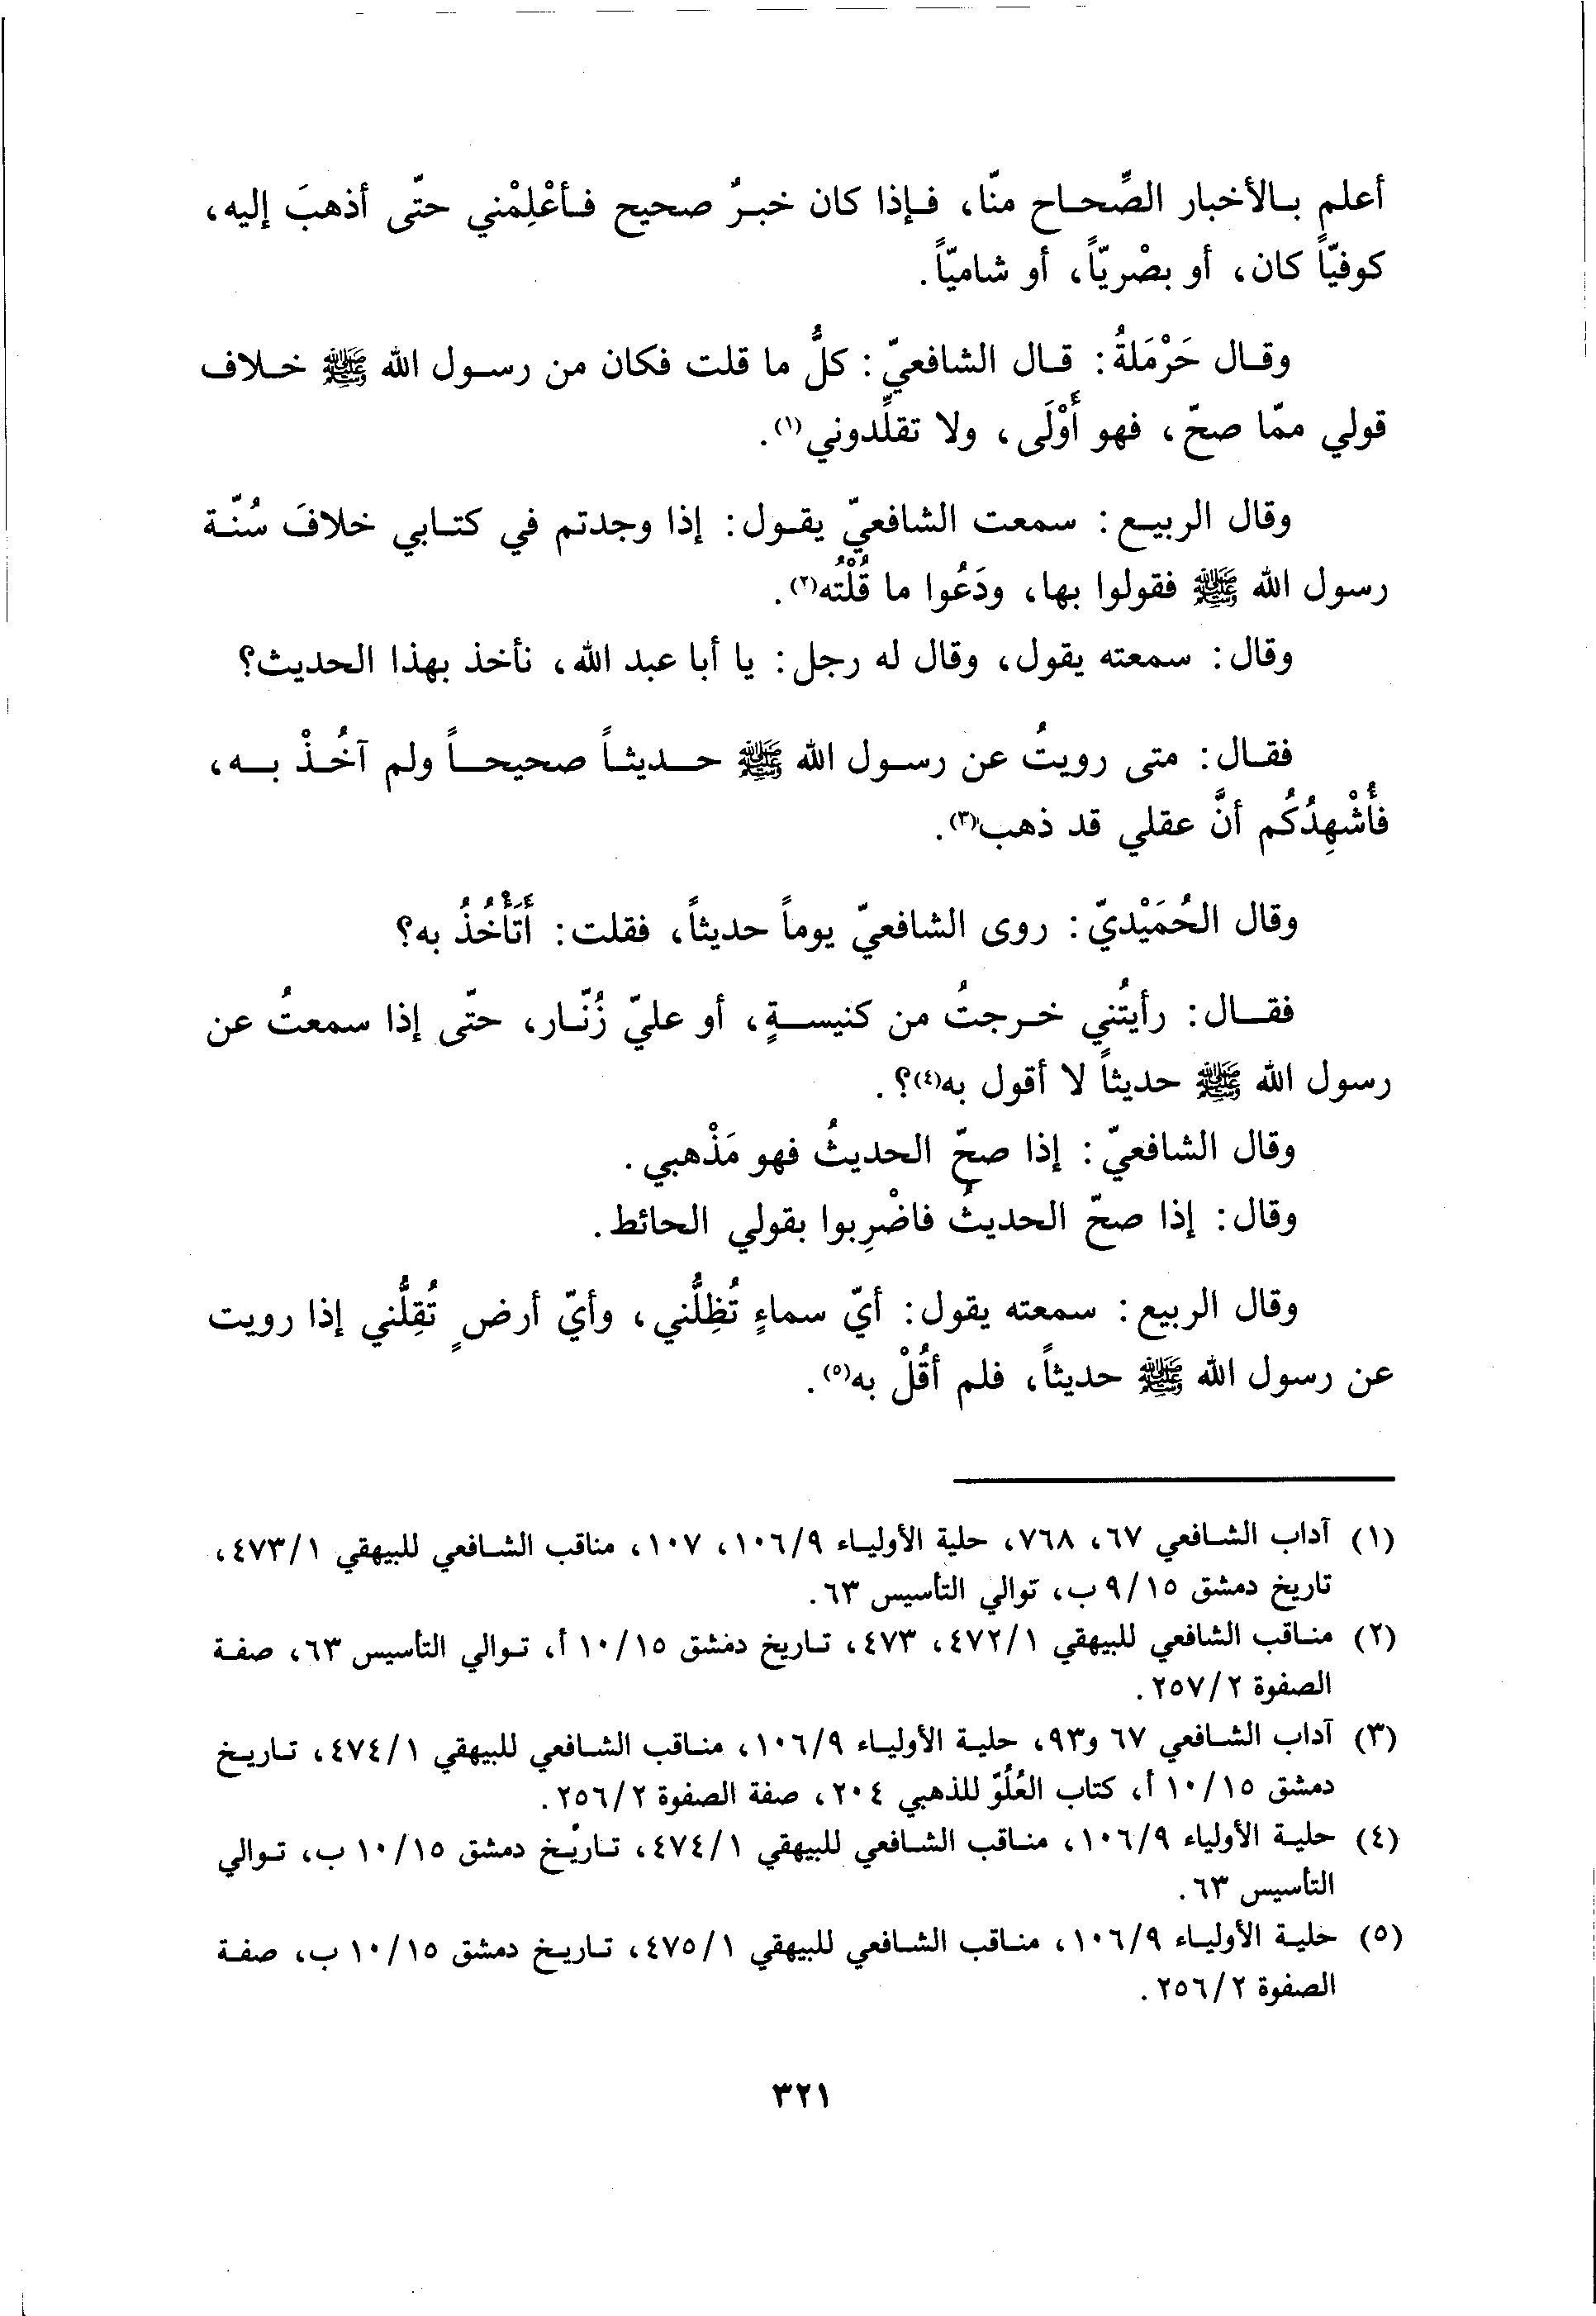 أعلم بالأخبار الصِّحاح منّا، فإذا كان خبرٌ صحيح فأعْلِمْني حتّى أذهبَ إليه،
كوفيّاً كان، أو بصْريّاً، أو شاميّاً.
وقال حَرْمَلةُ: قال الشافعيّ: كلُّ ما قلت فكان من رسول الله ﷺ خلاف
قولي ممّا صحّ، فهو أَوْلَى، ولا تقلِّدوني(١).
وقال الربيع: سمعت الشافعيّ يقول: إذا وجدتم في كتابي خلافَ سُنّة
رسول الله ﷺ فقولوا بها، ودَعُوا ما قُلْتُه(٢).
وقال: سمعته يقول، وقال له رجل: يا أبا عبد الله، نأخذ بهذا الحديث؟
فقال: متى رويتُ عن رسول الله ﷺ حديثاً صحيحاً ولم آخُذْ به،
فأُشْهِدُكُم أنَّ عقلي قد ذهب(٣).
وقال الحُمَيْديّ: روى الشافعيّ يوماً حديثاً، فقلت: أَتَأْخُذُ به؟
فقال: رأيتُني خرجتُ من كنيسةٍ، أو عليّ زُنّار، حتّى إذا سمعتُ عن
رسول الله ﷺ حديثاً لا أقول به(٤)؟.
وقال الشافعيّ: إذا صحّ الحديثُ فهو مَذْهبي.
وقال: إذا صحّ الحديثُ فاضْرِبوا بقولي الحائط.
وقال الربيع: سمعته يقول: أيّ سماءٍ تُظِلُّني، وأيّ أرضٍ تُقِلُّني إذا رويت
عن رسول الله ﷺ حديثاً، فلم أقُلْ به(٥).
(١) آداب الشافعي ٦٧، ٧٦٨، حلية الأولياء ١٠٦/٩، ١٠٧، مناقب الشافعي للبيهقي ٤٧٣/١،
تاريخ دمشق ٩/١٥ ب، توالي التأسيس ٦٣.
(٢) مناقب الشافعي للبيهقي ٤٧٢/١، ٤٧٣، تاريخ دمشق ١٠/١٥ أ، توالي التأسيس ٦٣، صفة
الصفوة ٢٥٧/٢.
(٣) آداب الشافعي ٦٧ و٩٣، حلية الأولياء ١٠٦/٩، مناقب الشافعي للبيهقي ٤٧٤/١، تاريخ
دمشق ١٠/١٥ أ، كتاب العُلُوّ للذهبي ٢٠٤، صفة الصفوة ٢٥٦/٢.
(٤) حلية الأولياء ١٠٦/٩، مناقب الشافعي للبيهقي ٤٧٤/١، تاريخ دمشق ١٠/١٥ ب، توالي
التأسيس ٦٣.
(٥) حلية الأولياء ١٠٦/٩، مناقب الشافعي للبيهقي ٤٧٥/١، تاريخ دمشق ١٠/١٥ ب، صفة
الصفوة ٢٥٦/٢.
٣٢١